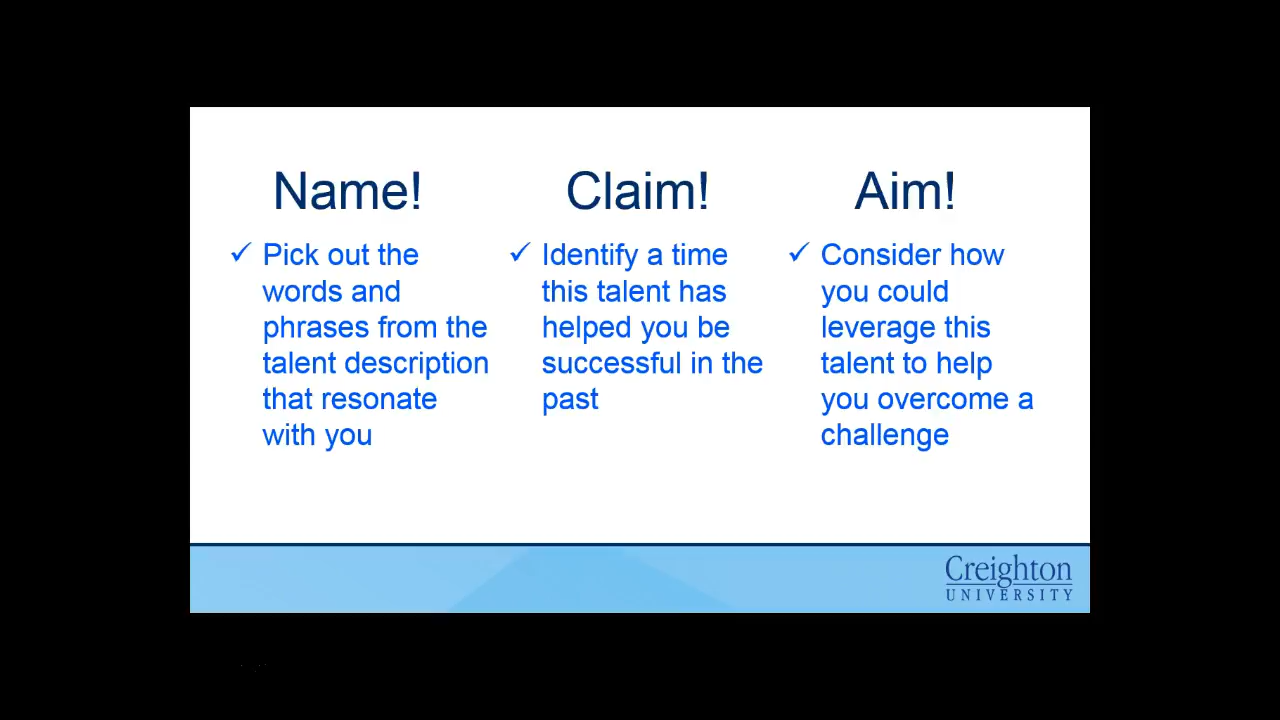 Name!
✓ Pick out the
words and
phrases from the
talent description
that resonate
with you
Claim!
✓ Identify a time
this talent has
helped you be
successful in the
past
Aim!
✓ Consider how
you could
leverage this
talent to help
you overcome a
challenge
Creighton
UNIVERSITY